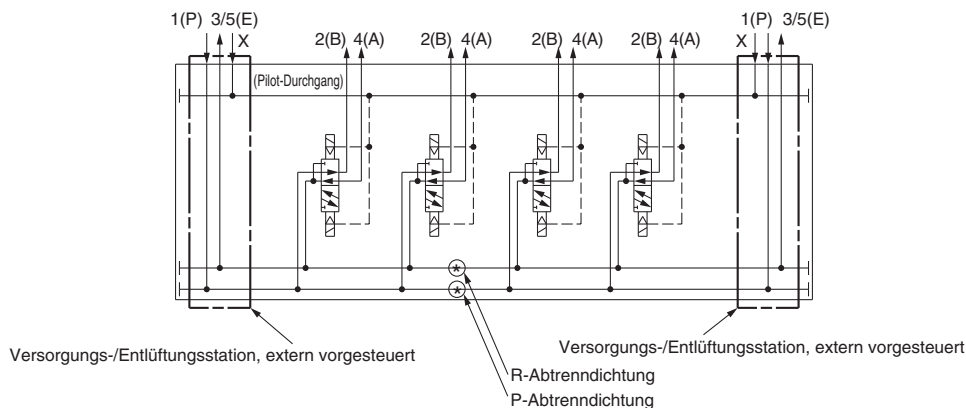 1(P) 3/5(E)
X
2(B) 4(A)
2(B) 4(A)
2(B) 4(A)
2(B) 4(A)
1(P) 3/5(E)
X
(Pilot-Durchgang)
*
*
Versorgungs-/Entlüftungsstation, extern vorgesteuert
Versorgungs-/Entlüftungsstation, extern vorgesteuert
R-Abtrenndichtung
P-Abtrenndichtung